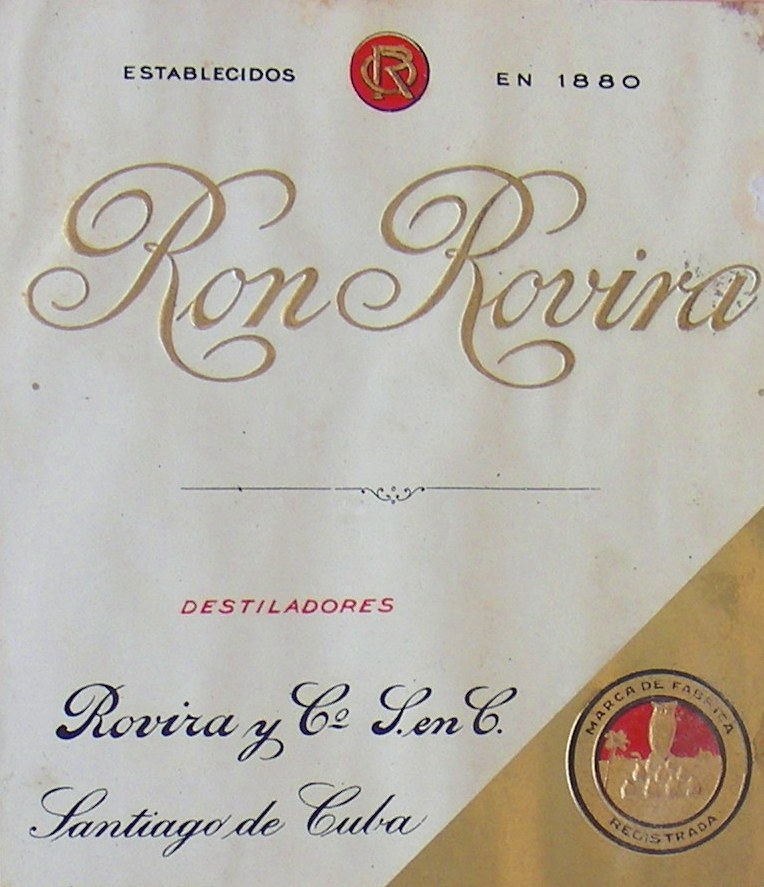 ESTABLECIDOS EN 1880
Ron Rovira
DESTILADORES
Rovira y Cº S. en C.
Santiago de Cuba
MARCA DE FABRICA
REGISTRADA